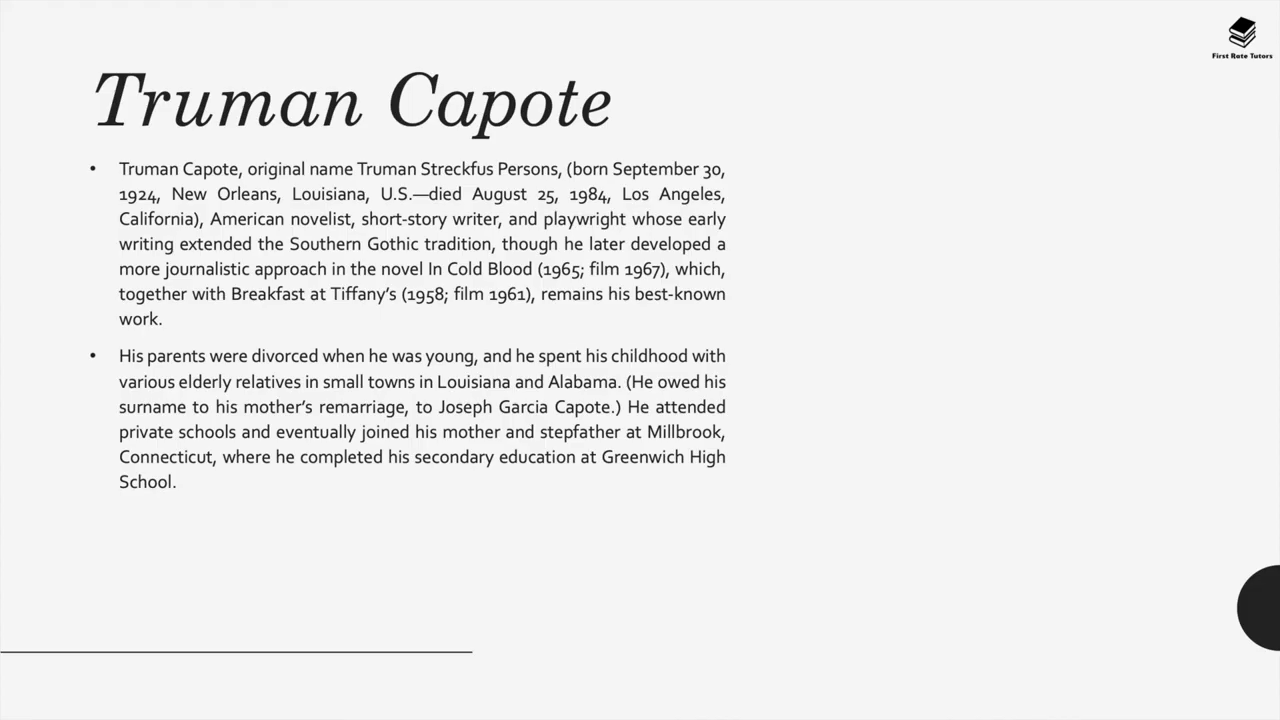 First Rate Tutors
Truman Capote
• Truman Capote, original name Truman Streckfus Persons, (born September 30,
1924, New Orleans, Louisiana, U.S.—died August 25, 1984, Los Angeles,
California), American novelist, short-story writer, and playwright whose early
writing extended the Southern Gothic tradition, though he later developed a
more journalistic approach in the novel In Cold Blood (1965; film 1967), which,
together with Breakfast at Tiffany’s (1958; film 1961), remains his best-known
work.
• His parents were divorced when he was young, and he spent his childhood with
various elderly relatives in small towns in Louisiana and Alabama. (He owed his
surname to his mother’s remarriage, to Joseph Garcia Capote.) He attended
private schools and eventually joined his mother and stepfather at Millbrook,
Connecticut, where he completed his secondary education at Greenwich High
School.